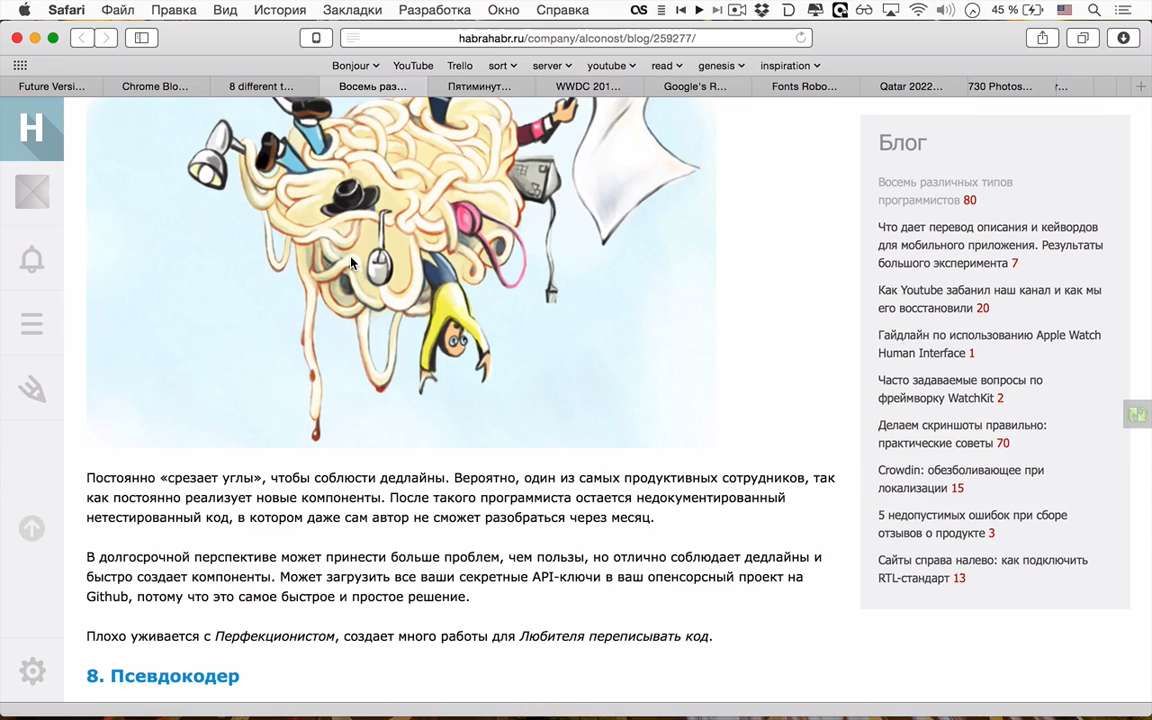 Safari Файл Правка Вид История Закладки Разработка Окно Справка 45 %
habrahabr.ru/company/alconost/blog/259277/
Bonjour YouTube Trello sort server youtube read genesis inspiration
Future Versi... Chrome Blo... 8 different t... Восемь раз... Пятиминут... WWDC 201... Google's R... Fonts Robo... Qatar 2022... 730 Photos... r...
H
Блог
Восемь различных типов
программистов 80
Что дает перевод описания и кейвордов
для мобильного приложения. Результаты
большого эксперимента 7
Как Youtube забанил наш канал и как мы
его восстановили 20
Гайдлайн по использованию Apple Watch
Human Interface 1
Часто задаваемые вопросы по
фреймворку WatchKit 2
Делаем скриншоты правильно:
практические советы 70
Crowdin: обезболивающее при
локализации 15
5 недопустимых ошибок при сборе
отзывов о продукте 3
Сайты справа налево: как подключить
RTL-стандарт 13
Постоянно «срезает углы», чтобы соблюсти дедлайны. Вероятно, один из самых продуктивных сотрудников, так
как постоянно реализует новые компоненты. После такого программиста остается недокументированный
нетестированный код, в котором даже сам автор не сможет разобраться через месяц.
В долгосрочной перспективе может принести больше проблем, чем пользы, но отлично соблюдает дедлайны и
быстро создает компоненты. Может загрузить все ваши секретные API-ключи в ваш опенсорсный проект на
Github, потому что это самое быстрое и простое решение.
Плохо уживается с Перфекционистом, создает много работы для Любителя переписывать код.
8. Псевдокодер